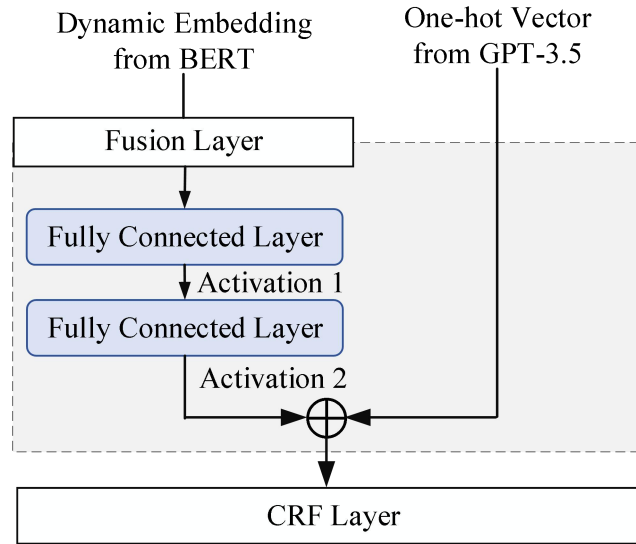 Dynamic Embedding
from BERT
One-hot Vector
from GPT-3.5
Fusion Layer
Fully Connected Layer
Activation 1
Fully Connected Layer
Activation 2
CRF Layer